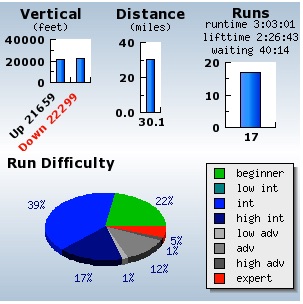 Vertical
(feet)
40000
20000
0
Up 21659
Down 22299
Distance
(miles)
40
20
0.0
30.1
Runs
runtime 3:03:01
lifttime 2:26:43
waiting 40:14
20
10
0
17
Run Difficulty
39%
22%
5%
1%
12%
1%
17%
beginner
low int
int
high int
low adv
adv
high adv
expert